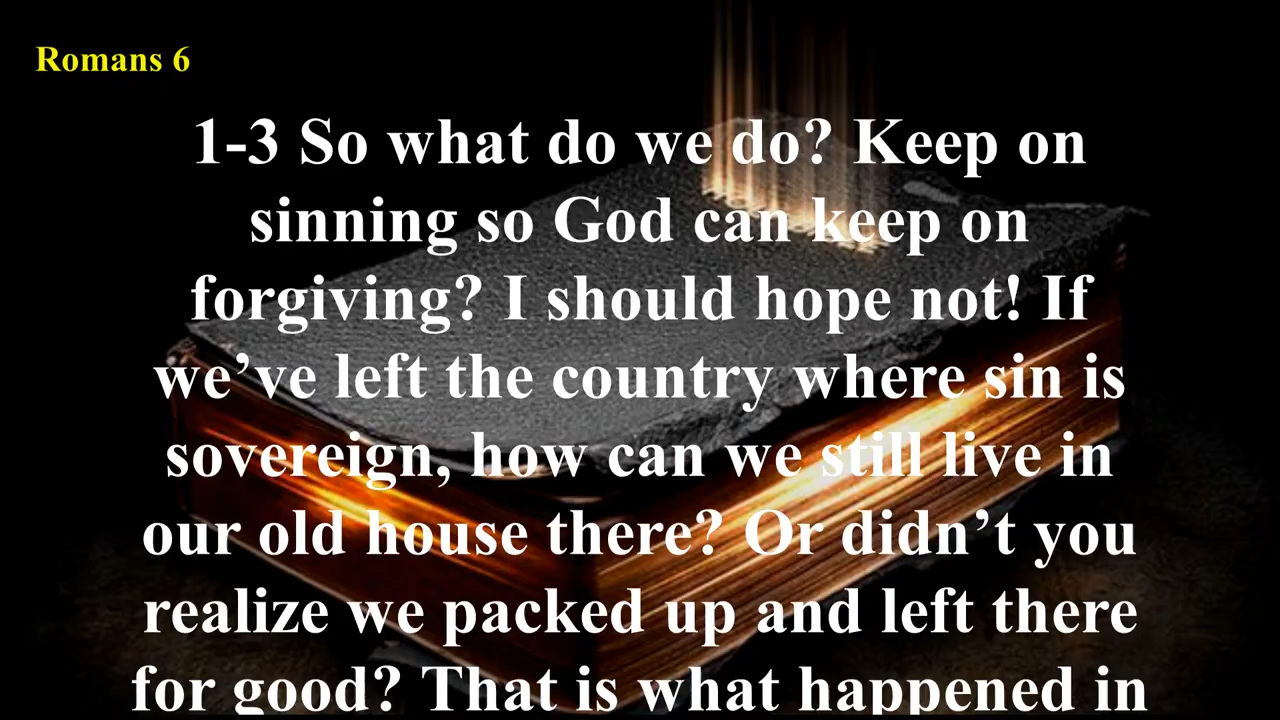 Romans 6
1-3 So what do we do? Keep on
sinning so God can keep on
forgiving? I should hope not! If
we’ve left the country where sin is
sovereign, how can we still live in
our old house there? Or didn’t you
realize we packed up and left there
for good? That is what happened in